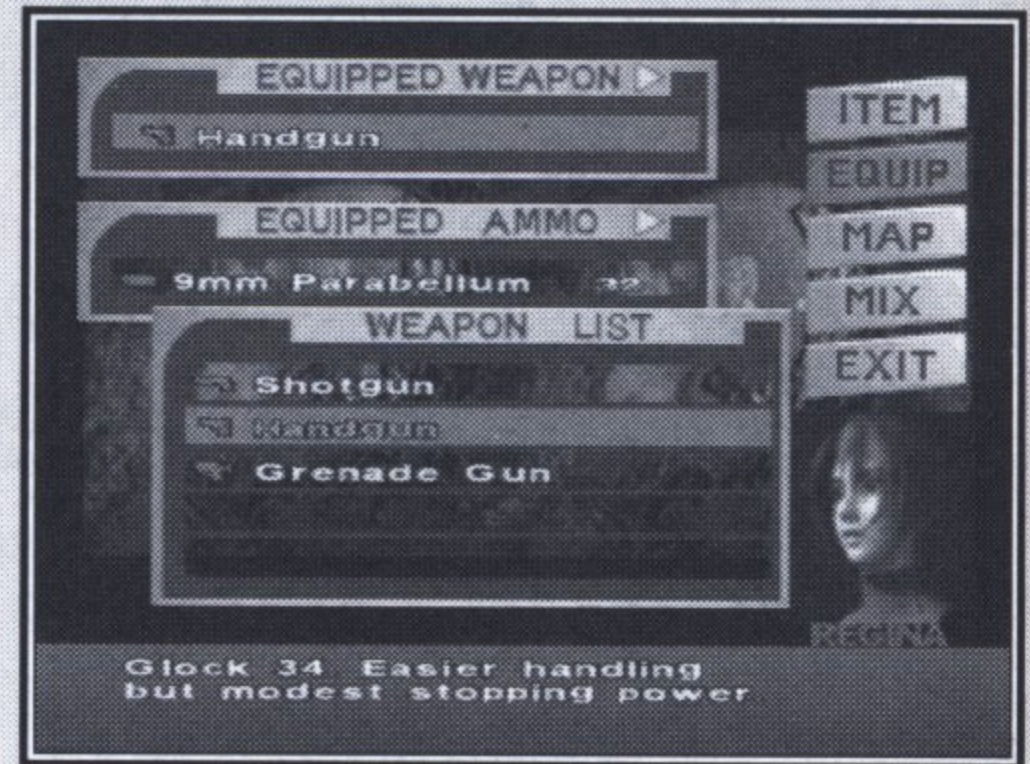 EQUIPPED WEAPON
Handgun
EQUIPPED AMMO
9mm Parabellum 32
WEAPON LIST
Shotgun
Handgun
Grenade Gun
ITEM
EQUIP
MAP
MIX
EXIT
REGINA
Glock 34 Easier handling
but modest stopping power